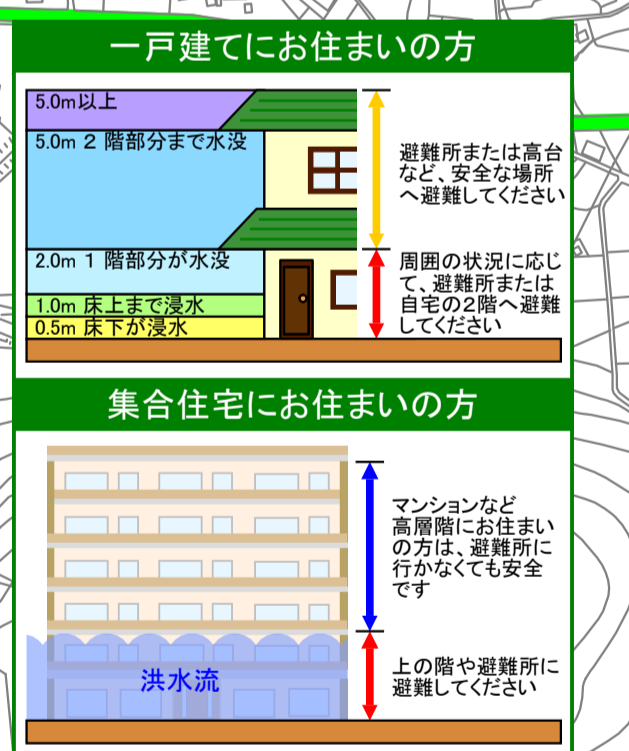 一戸建てにお住まいの方
5.0m以上
5.0m 2 階部分まで水没
避難所または高台
など、安全な場所
へ避難してください
2.0m 1 階部分が水没
1.0m 床上まで浸水
0.5m 床下が浸水
周囲の状況に応じ
て、避難所または
自宅の2階へ避難
してください
集合住宅にお住まいの方
マンションなど
高層階にお住まい
の方は、避難所に
行かなくても安全
です
洪水流
上の階や避難所に
避難してください